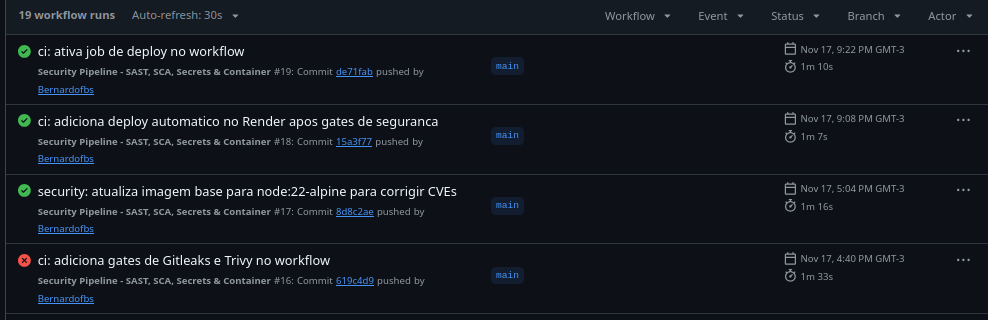 19 workflow runs Auto-refresh: 30s Workflow Event Status Branch Actor
ci: ativa job de deploy no workflow
Security Pipeline - SAST, SCA, Secrets & Container #19: Commit de71fab pushed by
Bernardofbs
main
Nov 17, 9:22 PM GMT-3
1m 10s
ci: adiciona deploy automatico no Render apos gates de seguranca
Security Pipeline - SAST, SCA, Secrets & Container #18: Commit 15a3f77 pushed by
Bernardofbs
main
Nov 17, 9:08 PM GMT-3
1m 7s
security: atualiza imagem base para node:22-alpine para corrigir CVEs
Security Pipeline - SAST, SCA, Secrets & Container #17: Commit 8d8c2ae pushed by
Bernardofbs
main
Nov 17, 5:04 PM GMT-3
1m 16s
ci: adiciona gates de Gitleaks e Trivy no workflow
Security Pipeline - SAST, SCA, Secrets & Container #16: Commit 619c4d9 pushed by
Bernardofbs
main
Nov 17, 4:40 PM GMT-3
1m 33s